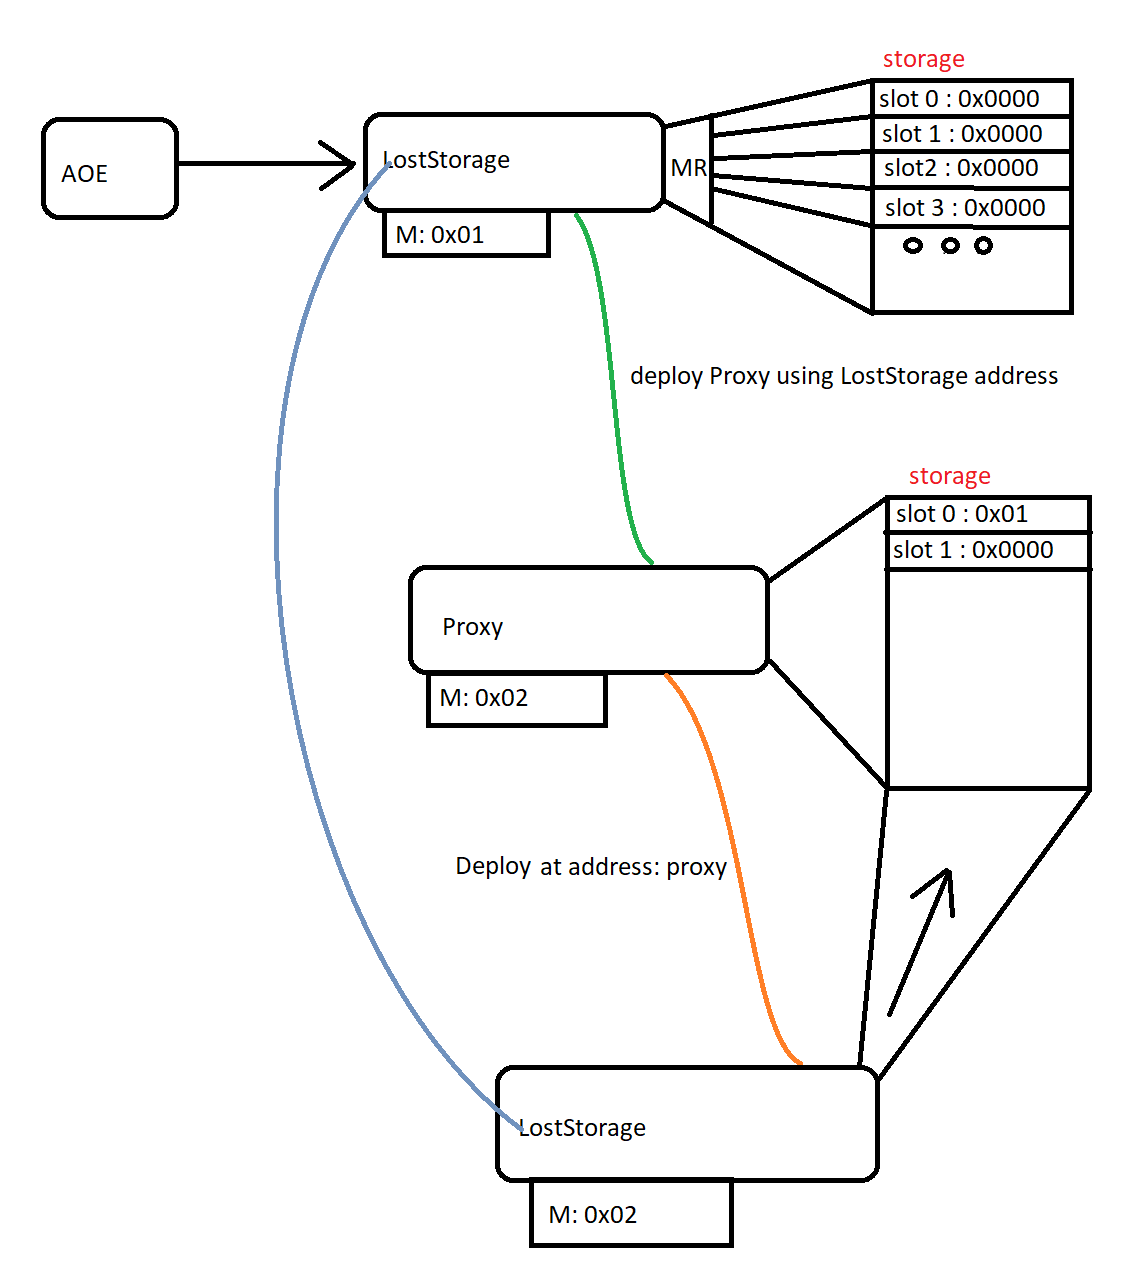 storage
slot 0 : 0x0000
AOE
LostStorage
MR
slot 1 : 0x0000
slot2 : 0x0000
slot 3 : 0x0000
M: 0x01
deploy Proxy using LostStorage address
storage
slot 0 : 0x01
slot 1 : 0x0000
Proxy
M: 0x02
Deploy at address: proxy
LostStorage
M: 0x02